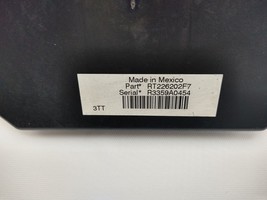 Made in Mexico
Part* RT226202F7
Serial* R3359A0454
3TT